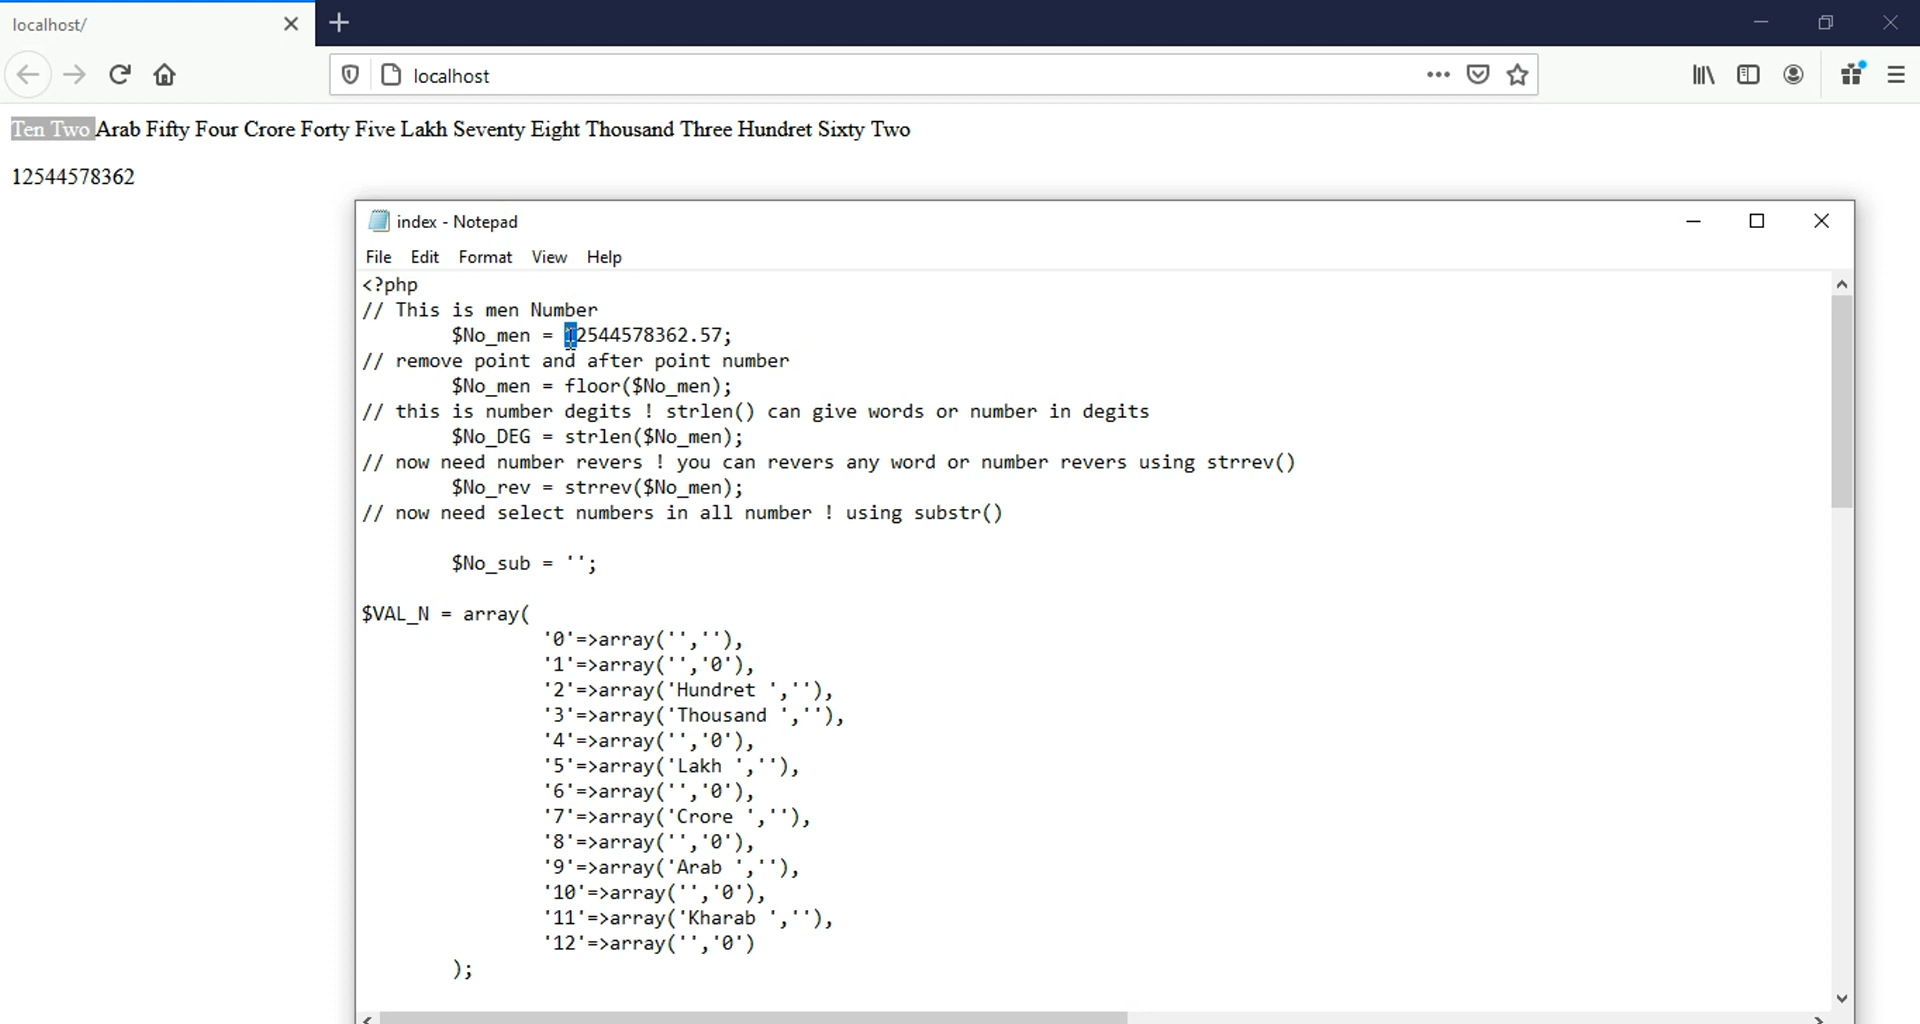 localhost/
localhost
Ten Two Arab Fifty Four Crore Forty Five Lakh Seventy Eight Thousand Three Hundret Sixty Two
12544578362
index - Notepad
File Edit Format View Help
<?php
// This is men Number
$No_men = 12544578362.57;
// remove point and after point number
$No_men = floor($No_men);
// this is number degits ! strlen() can give words or number in degits
$No_DEG = strlen($No_men);
// now need number revers ! you can revers any word or number revers using strrev()
$No_rev = strrev($No_men);
// now need select numbers in all number ! using substr()
$No_sub = '';
$VAL_N = array(
'0'=>array('',''),
'1'=>array('','0'),
'2'=>array('Hundret ',''),
'3'=>array('Thousand ',''),
'4'=>array('','0'),
'5'=>array('Lakh ',''),
'6'=>array('','0'),
'7'=>array('Crore ',''),
'8'=>array('','0'),
'9'=>array('Arab ',''),
'10'=>array('','0'),
'11'=>array('Kharab ',''),
'12'=>array('','0')
);